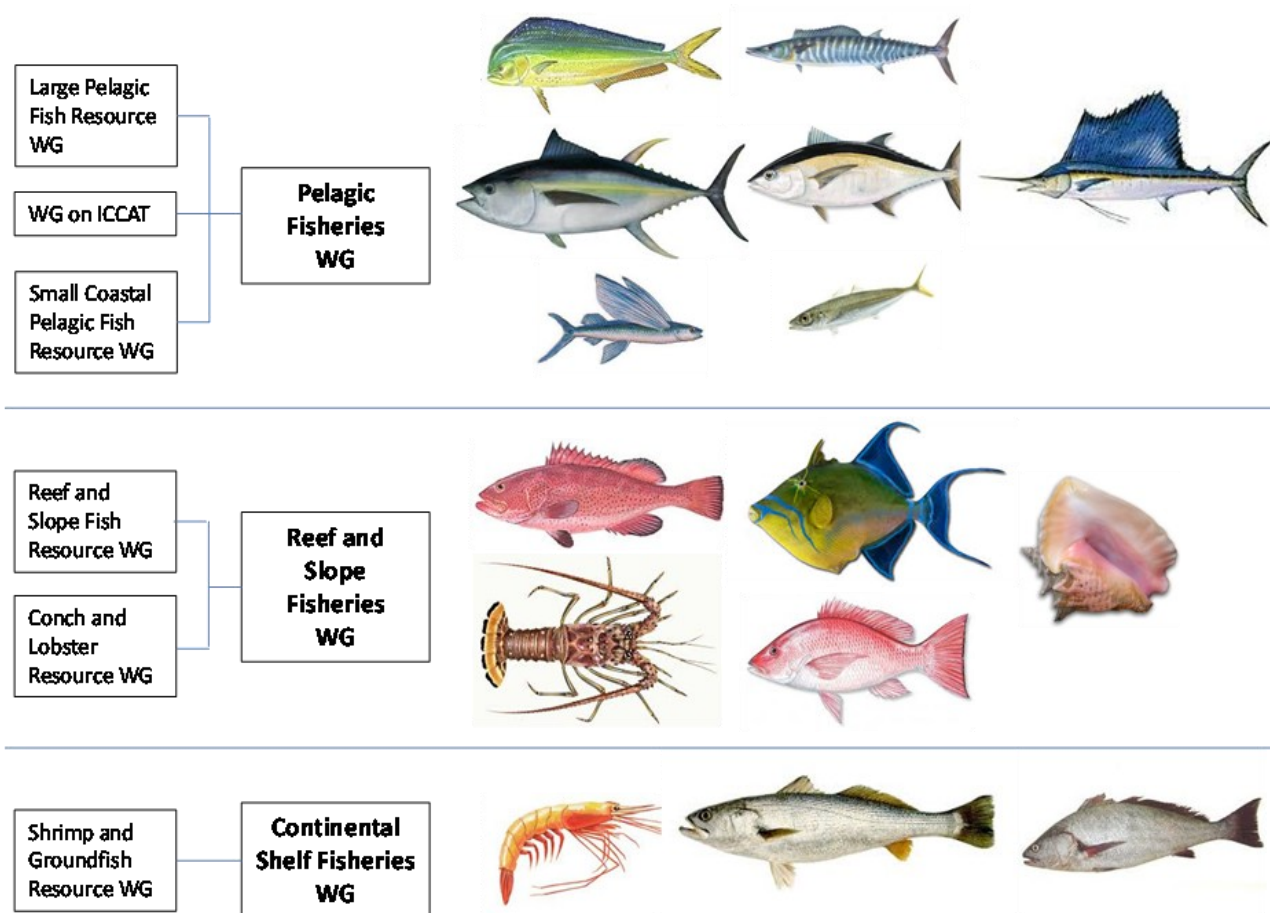 Large Pelagic
Fish Resource
WG
WG on ICCAT
Small Coastal
Pelagic Fish
Resource WG
Pelagic
Fisheries
WG
Reef and
Slope Fish
Resource WG
Conch and
Lobster
Resource WG
Reef and
Slope
Fisheries
WG
Shrimp and
Groundfish
Resource WG
Continental
Shelf Fisheries
WG